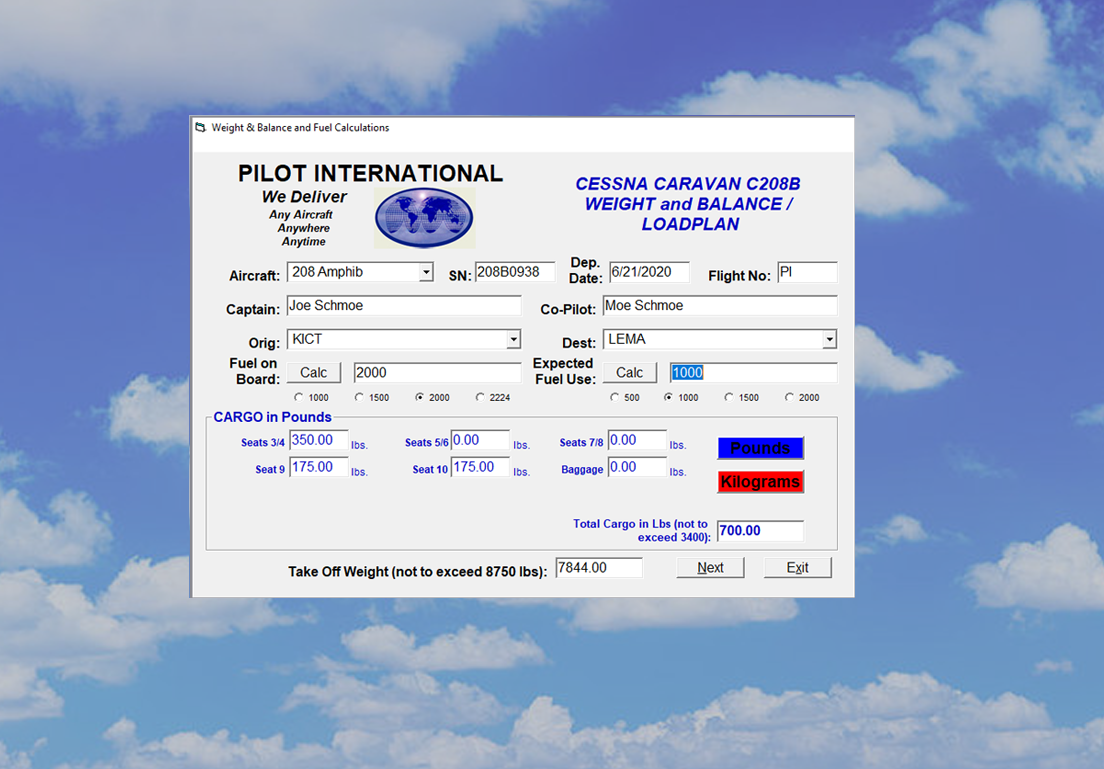 Weight & Balance and Fuel Calculations
PILOT INTERNATIONAL
We Deliver
Any Aircraft
Anywhere
Anytime
CESSNA CARAVAN C208B
WEIGHT and BALANCE /
LOADPLAN
Aircraft: 208 Amphib SN: 208B0938 Dep. Date: 6/21/2020 Flight No: PI
Captain: Joe Schmoe Co-Pilot: Moe Schmoe
Orig: KICT Dest: LEMA
Fuel on Board: Calc 2000 Expected Fuel Use: Calc 1000
1000 1500 2000 2224 500 1000 1500 2000
CARGO in Pounds
Seats 3/4 350.00 lbs. Seats 5/6 0.00 lbs. Seats 7/8 0.00 lbs. Pounds
Seat 9 175.00 lbs. Seat 10 175.00 lbs. Baggage 0.00 lbs. Kilograms
Total Cargo in Lbs (not to
exceed 3400): 700.00
Take Off Weight (not to exceed 8750 lbs): 7844.00 Next Exit